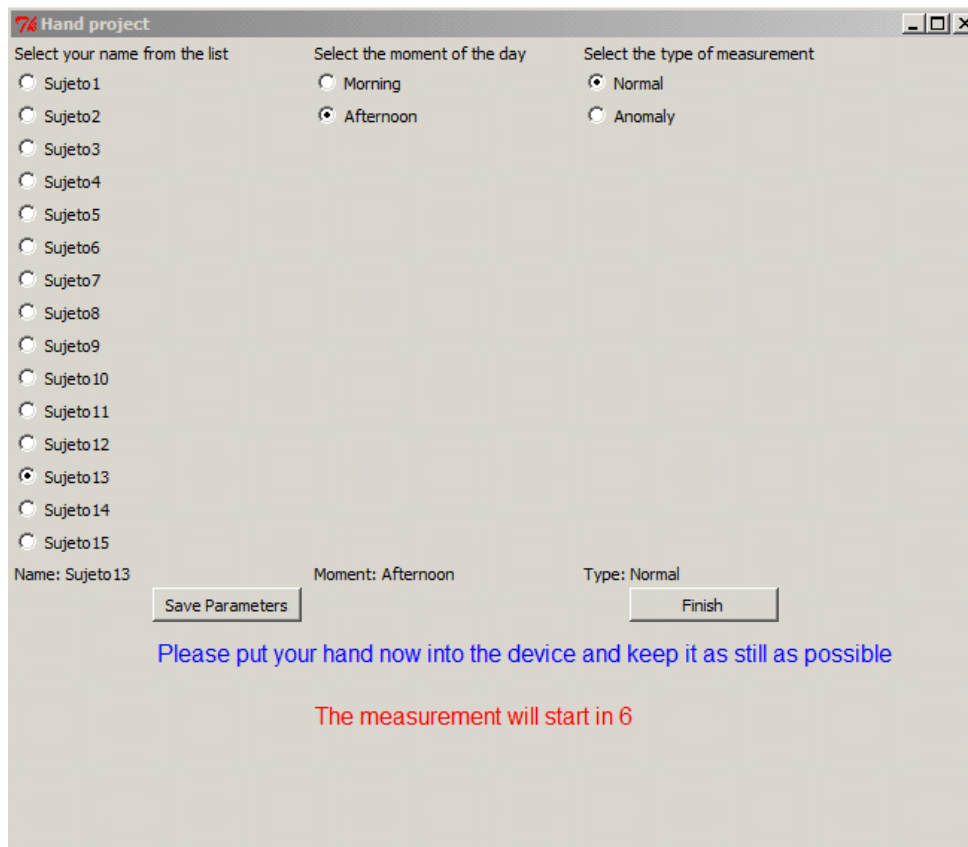 Hand project
Select your name from the list Select the moment of the day Select the type of measurement
Sujeto1 Morning Normal
Sujeto2 Afternoon Anomaly
Sujeto3
Sujeto4
Sujeto5
Sujeto6
Sujeto7
Sujeto8
Sujeto9
Sujeto10
Sujeto11
Sujeto12
Sujeto13
Sujeto14
Sujeto15
Name: Sujeto13 Moment: Afternoon Type: Normal
Save Parameters Finish
Please put your hand now into the device and keep it as still as possible
The measurement will start in 6